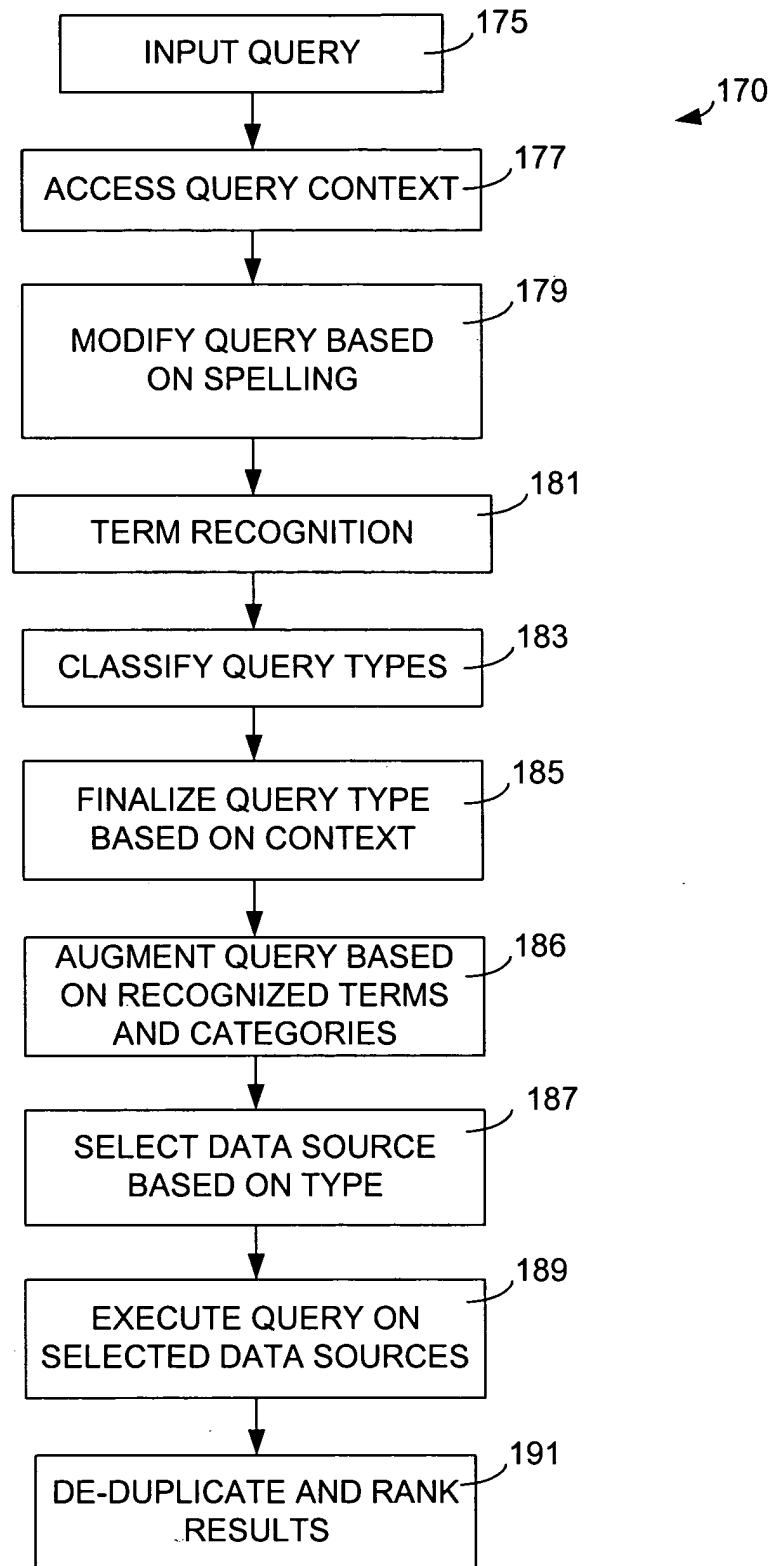 INPUT QUERY
175
170
ACCESS QUERY CONTEXT
177
MODIFY QUERY BASED
ON SPELLING
179
TERM RECOGNITION
181
CLASSIFY QUERY TYPES
183
FINALIZE QUERY TYPE
BASED ON CONTEXT
185
AUGMENT QUERY BASED
ON RECOGNIZED TERMS
AND CATEGORIES
186
SELECT DATA SOURCE
BASED ON TYPE
187
EXECUTE QUERY ON
SELECTED DATA SOURCES
189
DE-DUPLICATE AND RANK
RESULTS
191